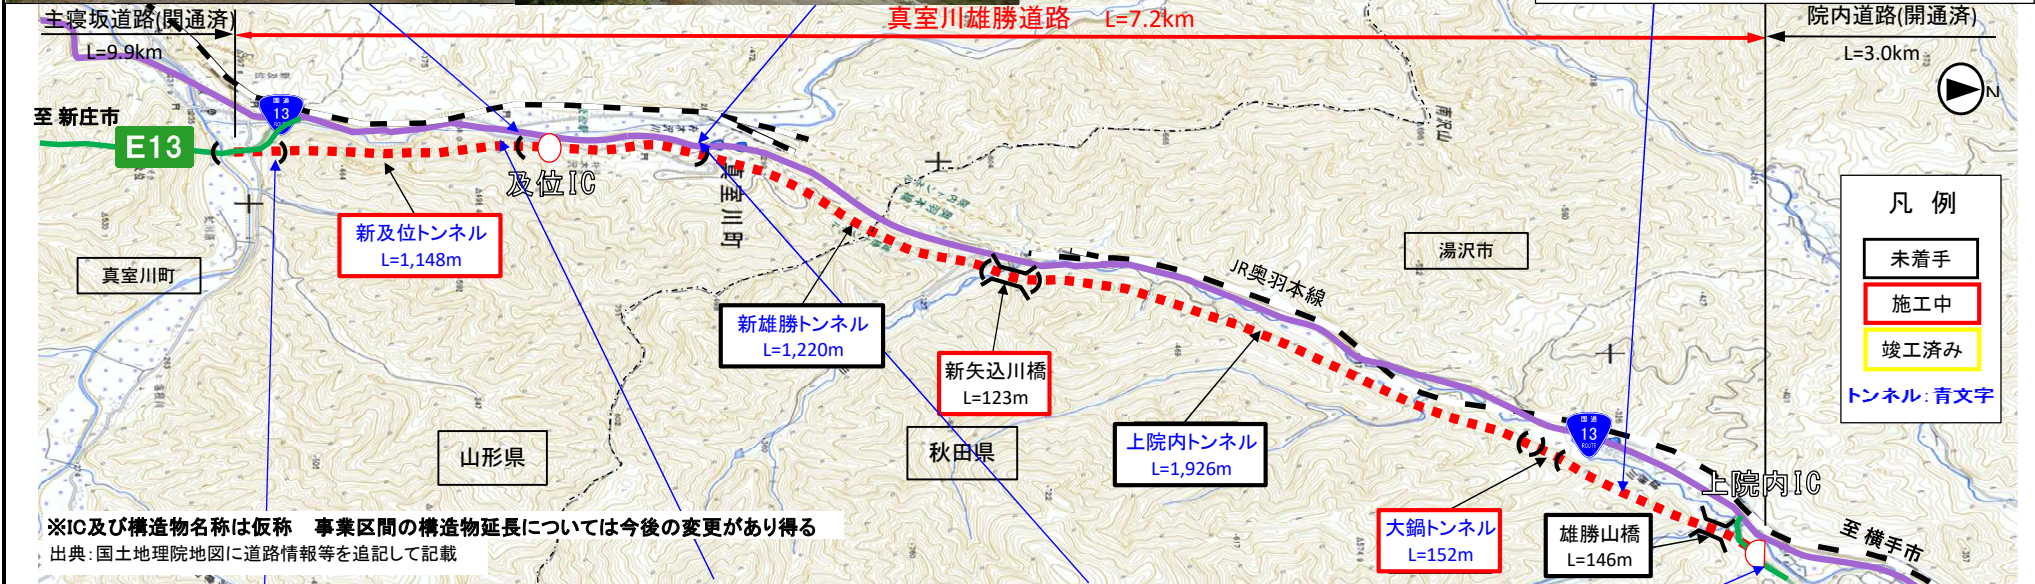 主寝坂道路(開通済)
L=9.9km
真室川雄勝道路 L=7.2km
院内道路(開通済)
L=3.0km
N
至 新庄市
E13
国道
13
ROUTE
及位IC
真室川町
新及位トンネル
L=1,148m
真室川町
新雄勝トンネル
L=1,220m
南沢山
JR奥羽本線
湯沢市
凡 例
未着手
施工中
竣工済み
トンネル:青文字
新矢込川橋
L=123m
山形県
秋田県
上院内トンネル
L=1,926m
国道
13
ROUTE
上院内IC
大鍋トンネル
L=152m
雄勝山橋
L=146m
至 横手市
※IC及び構造物名称は仮称 事業区間の構造物延長については今後の変更があり得る
出典:国土地理院地図に道路情報等を追記して記載